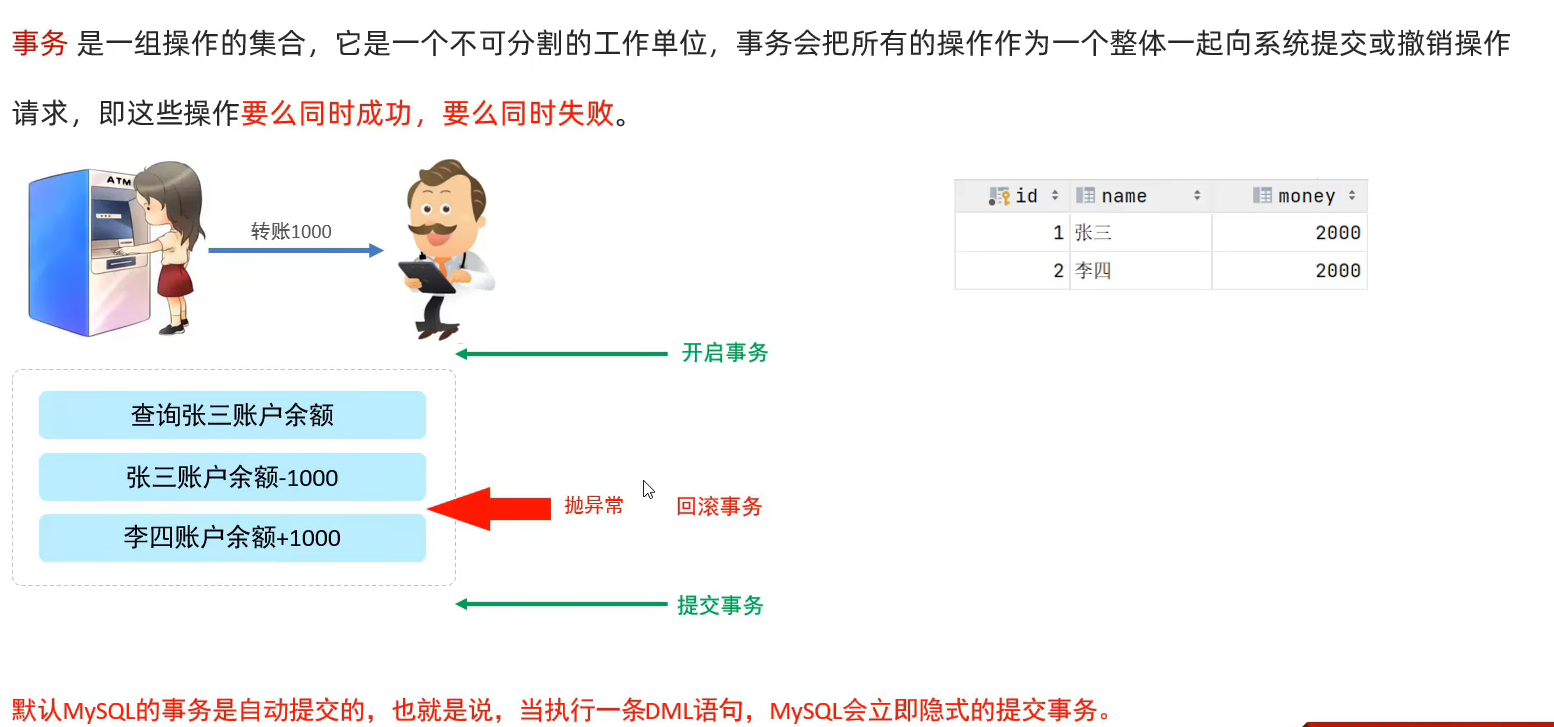 事务 是一组操作的集合，它是一个不可分割的工作单位，事务会把所有的操作作为一个整体一起向系统提交或撤销操作
请求，即这些操作要么同时成功，要么同时失败。
ATM
转账1000
id name money
1 张三 2000
2 李四 2000
开启事务
查询张三账户余额
张三账户余额-1000
抛异常 回滚事务
李四账户余额+1000
提交事务
默认MySQL的事务是自动提交的，也就是说，当执行一条DML语句，MySQL会立即隐式的提交事务。